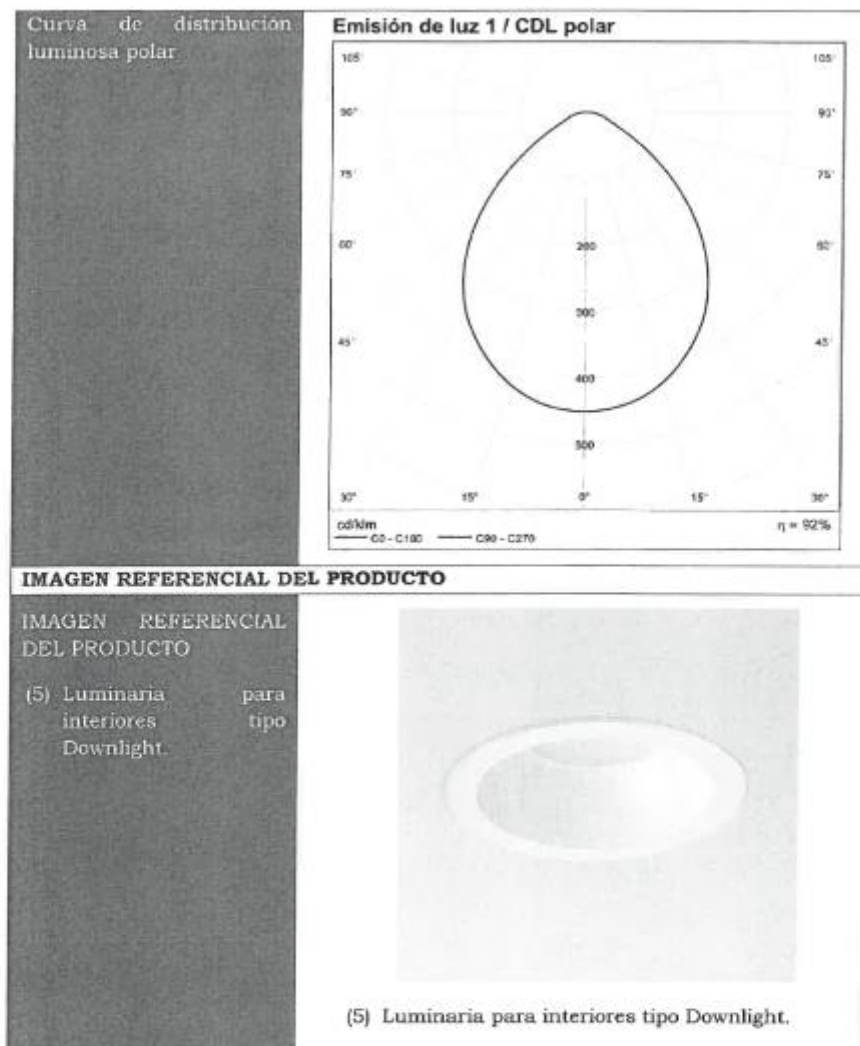 Curva de distribución
luminosa polar
Emisión de luz 1 / CDL polar
105° 105°
90° 90°
75° 75°
60° 60°
200
300
45° 45°
400
500
30° 15° 0° 15° 30°
cd/klm η = 92%
C0 - C180 C90 - C270
IMAGEN REFERENCIAL DEL PRODUCTO
IMAGEN REFERENCIAL
DEL PRODUCTO
(5) Luminaria para
interiores tipo
Downlight.
(5) Luminaria para interiores tipo Downlight.